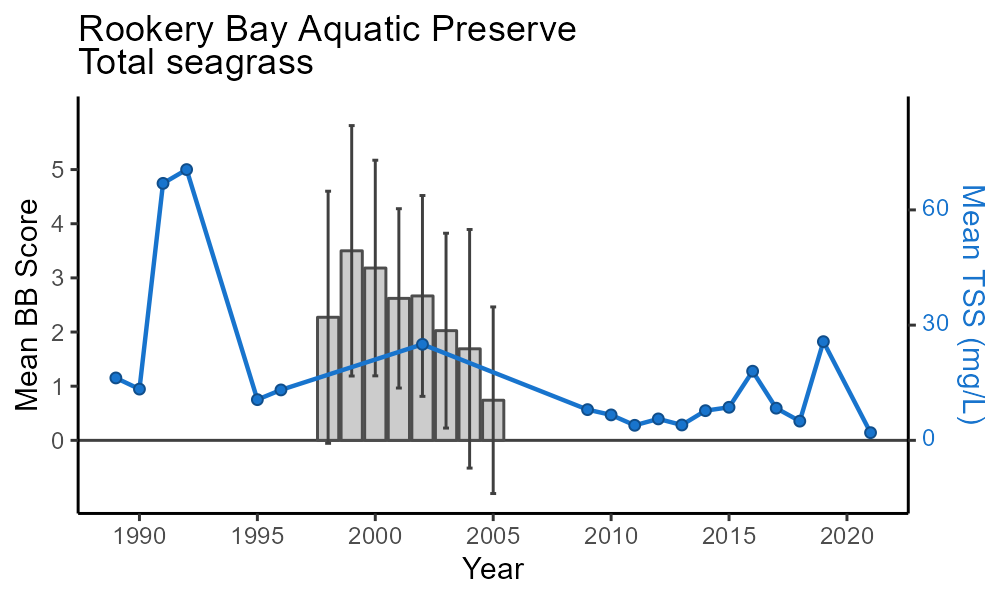 Rookery Bay Aquatic Preserve
Total seagrass
Mean BB Score
5
4
3
2
1
0
60
30
0
Mean TSS (mg/L)
1990 1995 2000 2005 2010 2015 2020
Year